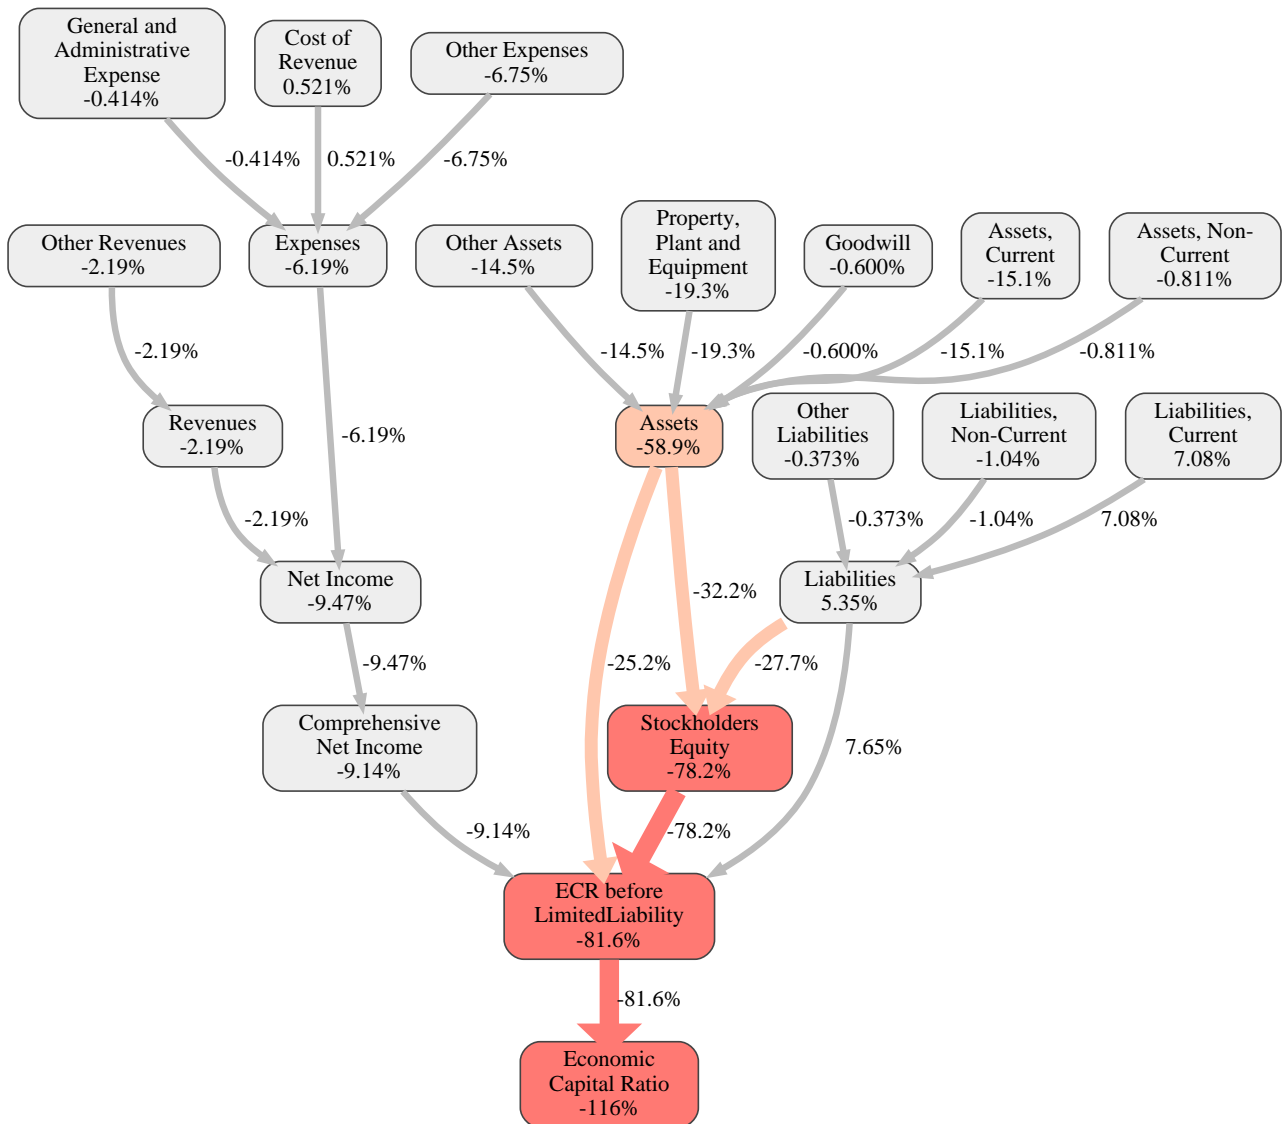 General and
Administrative
Expense
-0.414%
Cost of
Revenue
0.521%
Other Expenses
-6.75%
-0.414%
0.521%
-6.75%
Other Revenues
-2.19%
Expenses
-6.19%
Other Assets
-14.5%
Property,
Plant and
Equipment
-19.3%
Goodwill
-0.600%
Assets,
Current
-15.1%
Assets, Non-
Current
-0.811%
-2.19%
-14.5%
-19.3%
-0.600%
-15.1%
-0.811%
Revenues
-2.19%
-6.19%
Assets
-58.9%
Other
Liabilities
-0.373%
Liabilities,
Non-Current
-1.04%
Liabilities,
Current
7.08%
-2.19%
-0.373%
-1.04%
7.08%
Net Income
-9.47%
-32.2%
Liabilities
5.35%
-9.47%
-25.2%
-27.7%
Comprehensive
Net Income
-9.14%
Stockholders
Equity
-78.2%
7.65%
-9.14%
-78.2%
ECR before
LimitedLiability
-81.6%
-81.6%
Economic
Capital Ratio
-116%